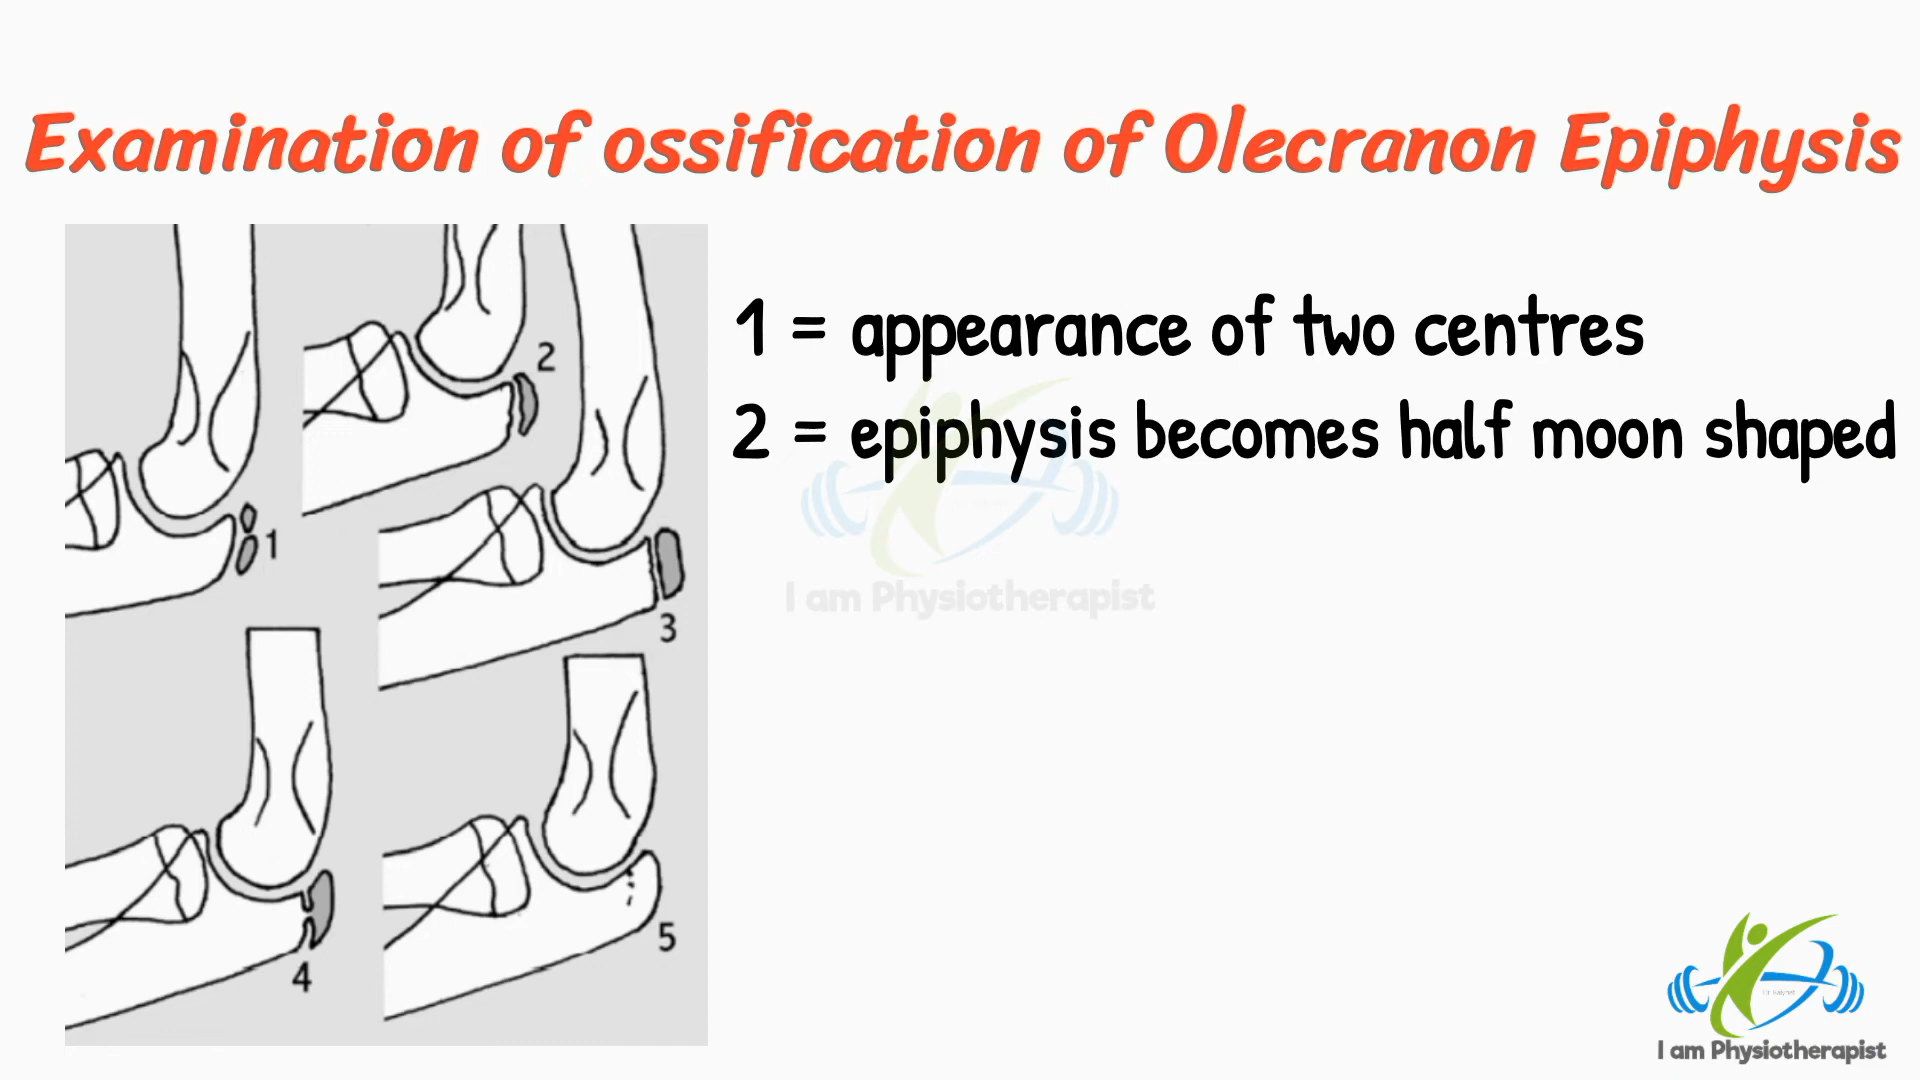 Examination of ossification of Olecranon Epiphysis
1 = appearance of two centres
2 = epiphysis becomes half moon shaped
2
1
3
4
5
I am Physiotherapist
I am Physiotherapist